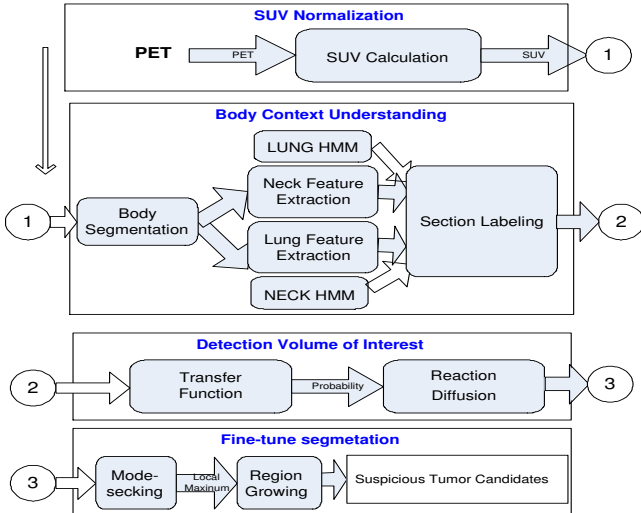 SUV Normalization
PET
PET
SUV Calculation
SUV
1
Body Context Understanding
LUNG HMM
Neck Feature
Extraction
1
Body
Segmentation
Section Labeling
2
Lung Feature
Extraction
NECK HMM
Detection Volume of Interest
2
Transfer
Function
Probability
Reaction
Diffusion
3
Fine-tune segmetation
3
Mode-
secking
Local
Maxinum
Region
Growing
Suspicious Tumor Candidates